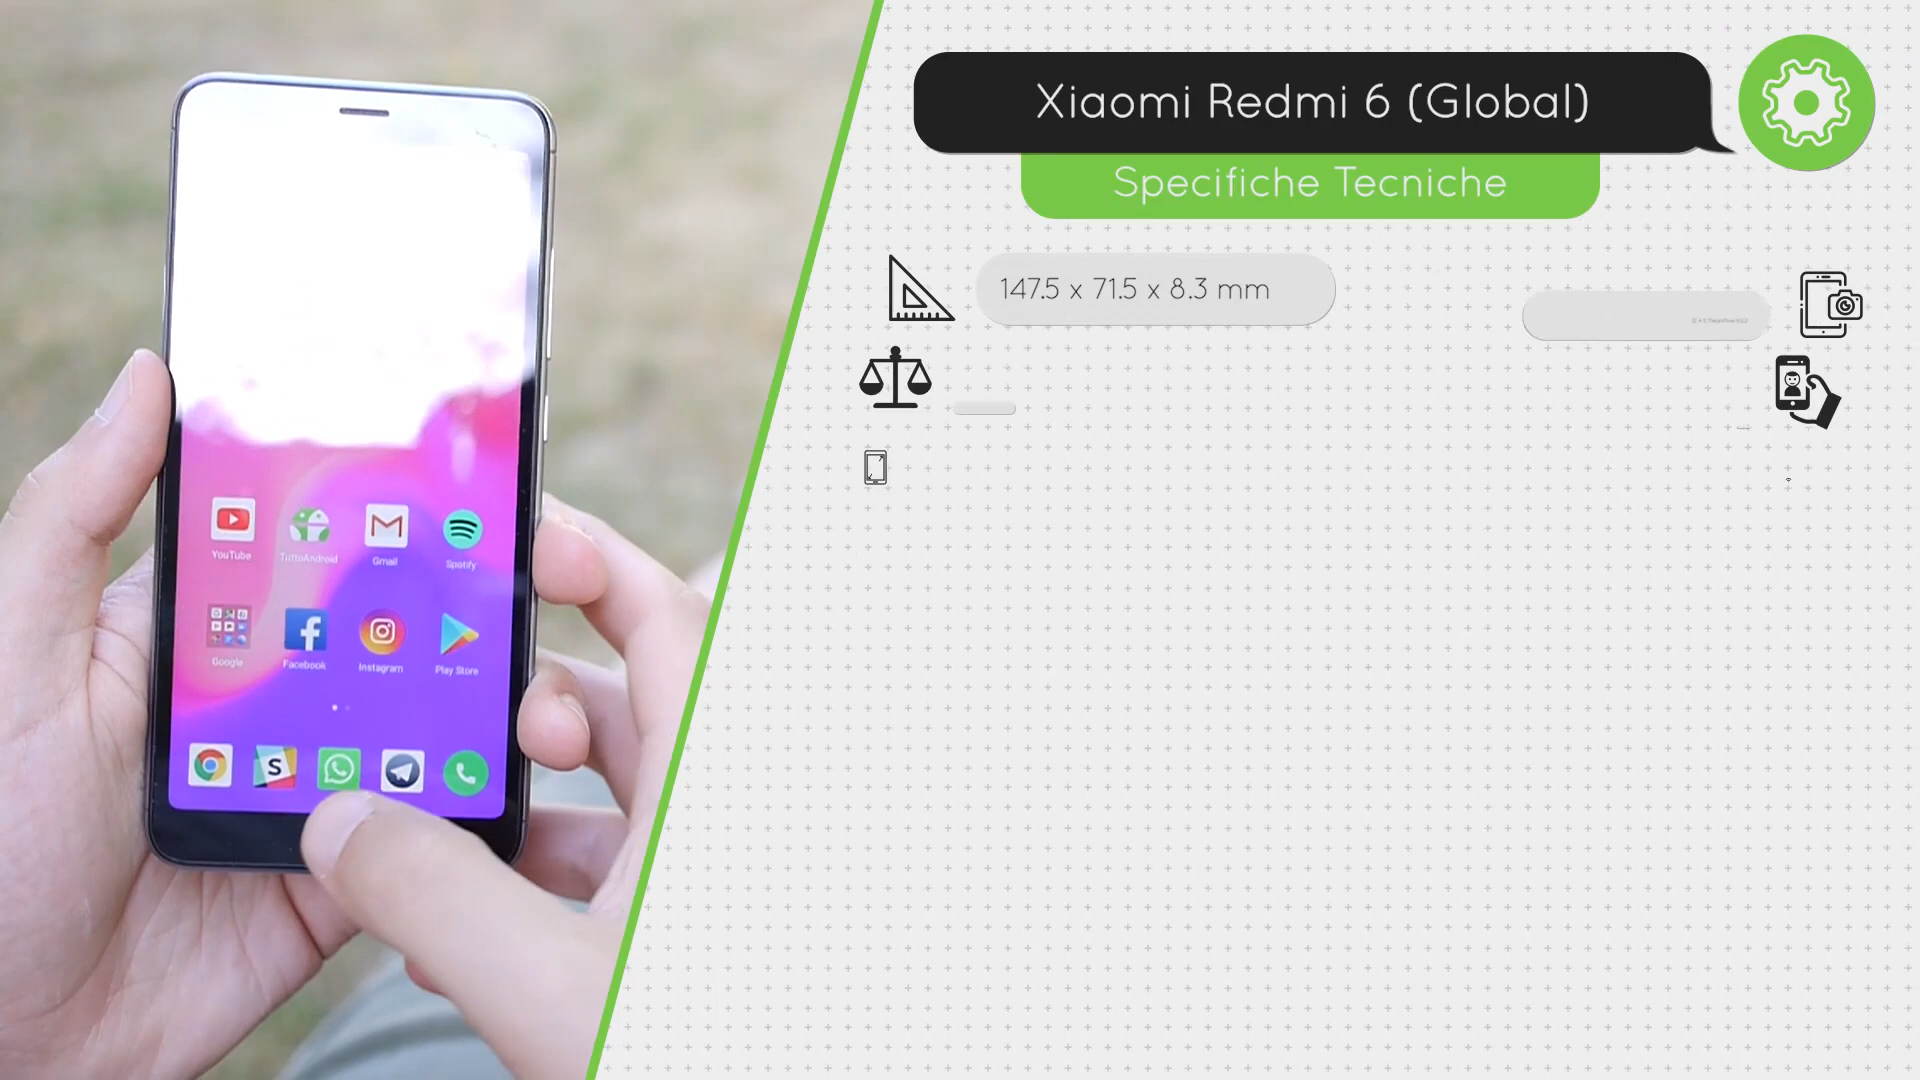 Xiaomi Redmi 6 (Global)
Specifiche Tecniche
147.5 x 71.5 x 8.3 mm
YouTube
TuttoAndroid
Gmail
Spotify
Google
Facebook
Instagram
Play Store
S